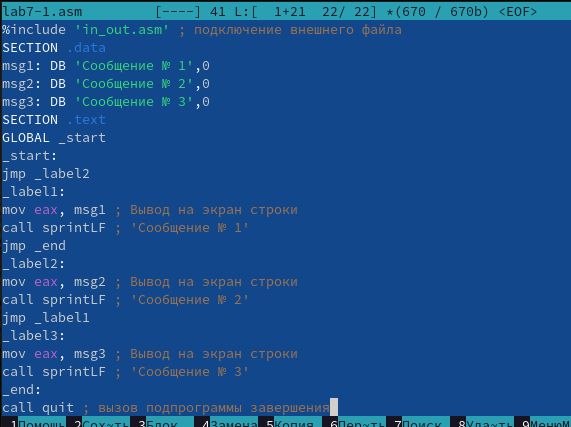 lab7-1.asm [----] 41 L:[ 1+21 22/ 22] *(670 / 670b) <EOF>
%include 'in_out.asm' ; подключение внешнего файла
SECTION .data
msg1: DB 'Сообщение № 1',0
msg2: DB 'Сообщение № 2',0
msg3: DB 'Сообщение № 3',0
SECTION .text
GLOBAL _start
_start:
jmp _label2
_label1:
mov eax, msg1 ; Вывод на экран строки
call sprintLF ; 'Сообщение № 1'
jmp _end
_label2:
mov eax, msg2 ; Вывод на экран строки
call sprintLF ; 'Сообщение № 2'
jmp _label1
_label3:
mov eax, msg3 ; Вывод на экран строки
call sprintLF ; 'Сообщение № 3'
_end:
call quit ; вызов подпрограммы завершения
1Помощь 2Сох~ть 3Блок 4Замена 5Копия 6Пер~ть 7Поиск 8Уда~ть 9МенюМ